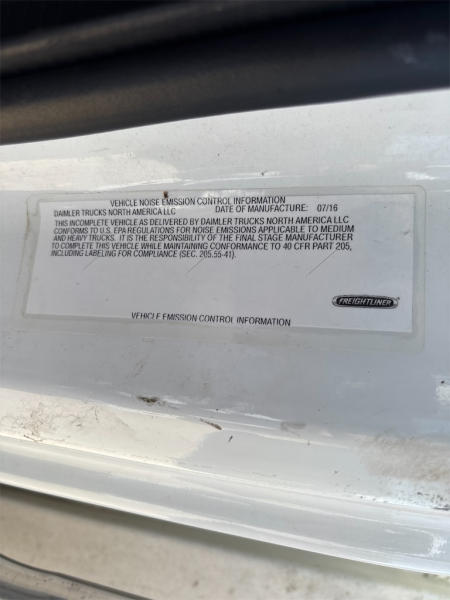 VEHICLE NOISE EMISSION CONTROL INFORMATION
DAIMLER TRUCKS NORTH AMERICA LLC DATE OF MANUFACTURE: 07/16
THIS INCOMPLETE VEHICLE AS DELIVERED BY DAIMLER TRUCKS NORTH AMERICA LLC
CONFORMS TO U.S. EPA REGULATIONS FOR NOISE EMISSIONS APPLICABLE TO MEDIUM
AND HEAVY TRUCKS. IT IS THE RESPONSIBILITY OF THE FINAL STAGE MANUFACTURER
TO COMPLETE THIS VEHICLE WHILE MAINTAINING CONFORMANCE TO 40 CFR PART 205,
INCLUDING LABELING FOR COMPLIANCE (SEC. 205.55-41).
FREIGHTLINER
VEHICLE EMISSION CONTROL INFORMATION